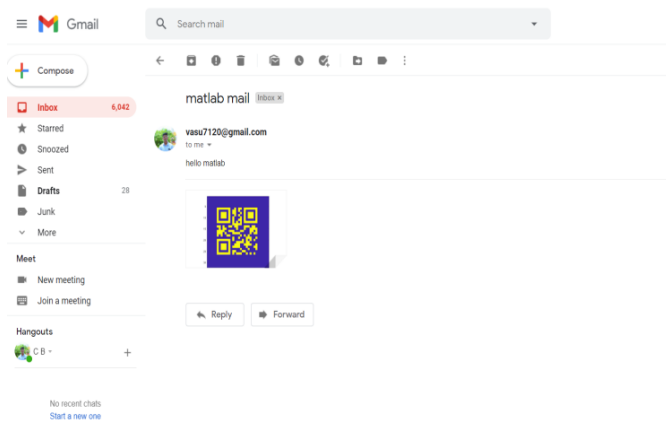 Gmail
Search mail
Compose
Inbox 6,042
Starred
Snoozed
Sent
Drafts 28
Junk
More
Meet
New meeting
Join a meeting
Hangouts
C B
No recent chats
Start a new one
matlab mail Inbox ×
vasu7120@gmail.com
to me
hello matlab
Reply Forward